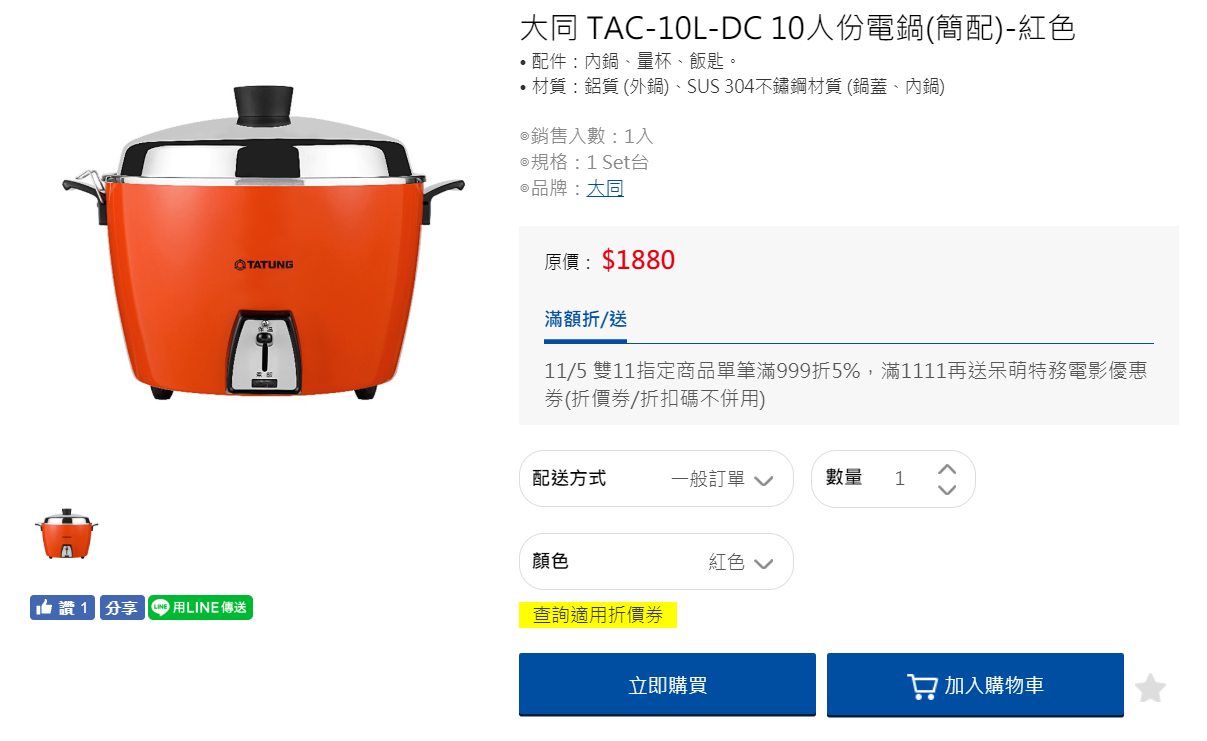 大同 TAC-10L-DC 10人份電鍋(簡配)-紅色
• 配件：內鍋、量杯、飯匙。
• 材質：鋁質 (外鍋)、SUS 304不鏽鋼材質 (鍋蓋、內鍋)
◎銷售入數：1入
◎規格：1 Set台
◎品牌：大同
原價： $1880
滿額折/送
11/5 雙11指定商品單筆滿999折5%，滿1111再送呆萌特務電影優惠
券(折價券/折扣碼不併用)
配送方式 一般訂單 數量 1
顏色 紅色
查詢適用折價券
立即購買 加入購物車
TATUNG
讚 1 分享 LINE 用LINE傳送